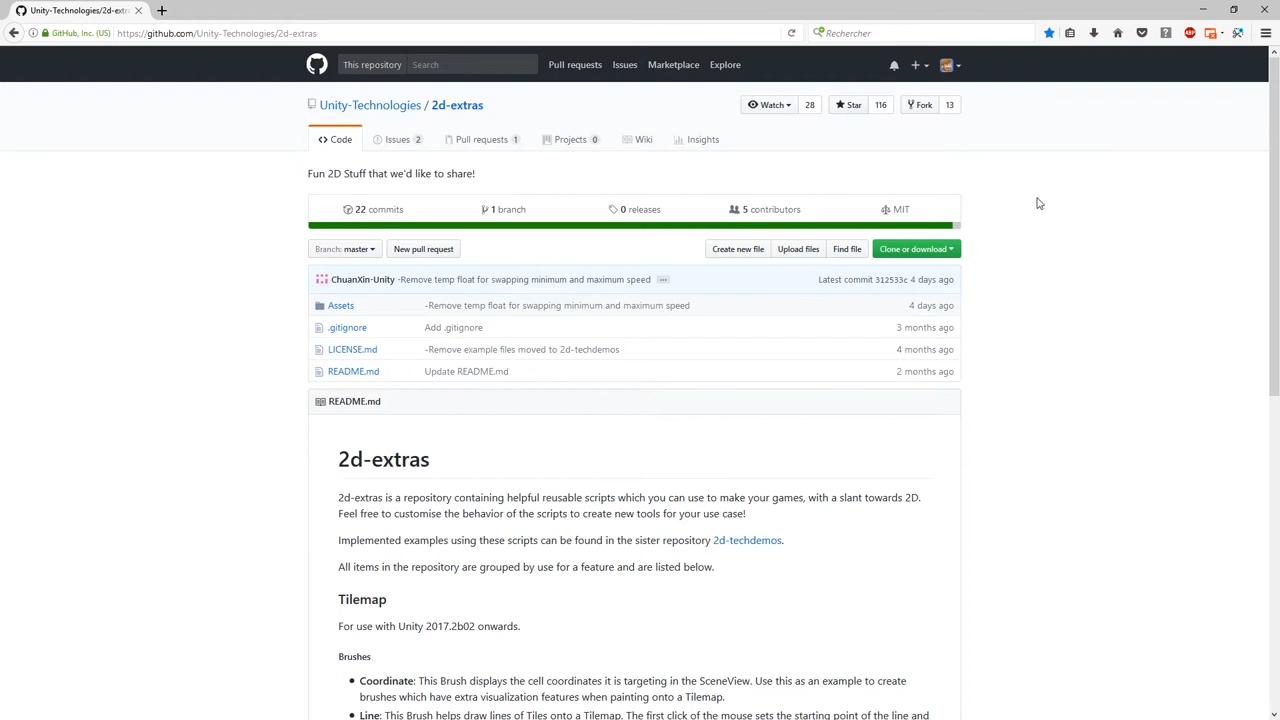 Unity-Technologies/2d-extra
GitHub, Inc. (US) https://github.com/Unity-Technologies/2d-extras Rechercher
This repository Search Pull requests Issues Marketplace Explore
Unity-Technologies / 2d-extras Watch 28 Star 116 Fork 13
Code Issues 2 Pull requests 1 Projects 0 Wiki Insights
Fun 2D Stuff that we'd like to share!
22 commits 1 branch 0 releases 5 contributors MIT
Branch: master New pull request Create new file Upload files Find file Clone or download
ChuanXin-Unity -Remove temp float for swapping minimum and maximum speed ... Latest commit 312533c 4 days ago
Assets -Remove temp float for swapping minimum and maximum speed 4 days ago
.gitignore Add .gitignore 3 months ago
LICENSE.md -Remove example files moved to 2d-techdemos 4 months ago
README.md Update README.md 2 months ago
README.md
2d-extras
2d-extras is a repository containing helpful reusable scripts which you can use to make your games, with a slant towards 2D.
Feel free to customise the behavior of the scripts to create new tools for your use case!
Implemented examples using these scripts can be found in the sister repository 2d-techdemos.
All items in the repository are grouped by use for a feature and are listed below.
Tilemap
For use with Unity 2017.2b02 onwards.
Brushes
• Coordinate: This Brush displays the cell coordinates it is targeting in the SceneView. Use this as an example to create
brushes which have extra visualization features when painting onto a Tilemap.
• Line: This Brush helps draw lines of Tiles onto a Tilemap. The first click of the mouse sets the starting point of the line and